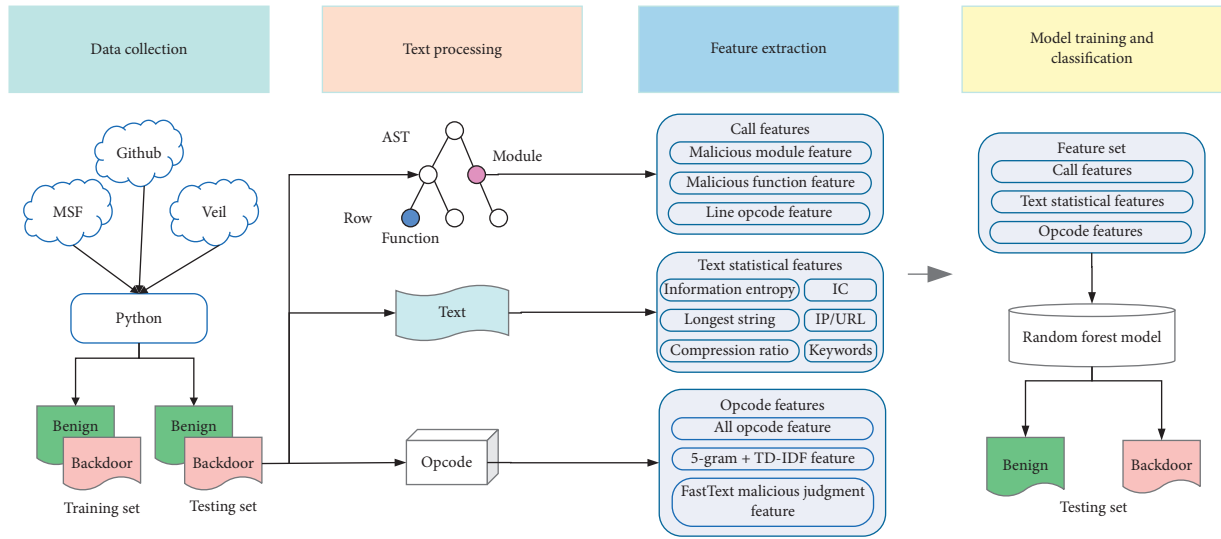 Data collection
Text processing
Feature extraction
Model training and
classification
Github
MSF
Veil
Python
Benign
Backdoor
Training set
Benign
Backdoor
Testing set
AST
Module
Row
Function
Text
Opcode
Call features
Malicious module feature
Malicious function feature
Line opcode feature
Text statistical features
Information entropy
IC
Longest string
IP/URL
Compression ratio
Keywords
Opcode features
All opcode feature
5-gram + TD-IDF feature
FastText malicious judgment
feature
Feature set
Call features
Text statistical features
Opcode features
Random forest model
Benign
Backdoor
Testing set